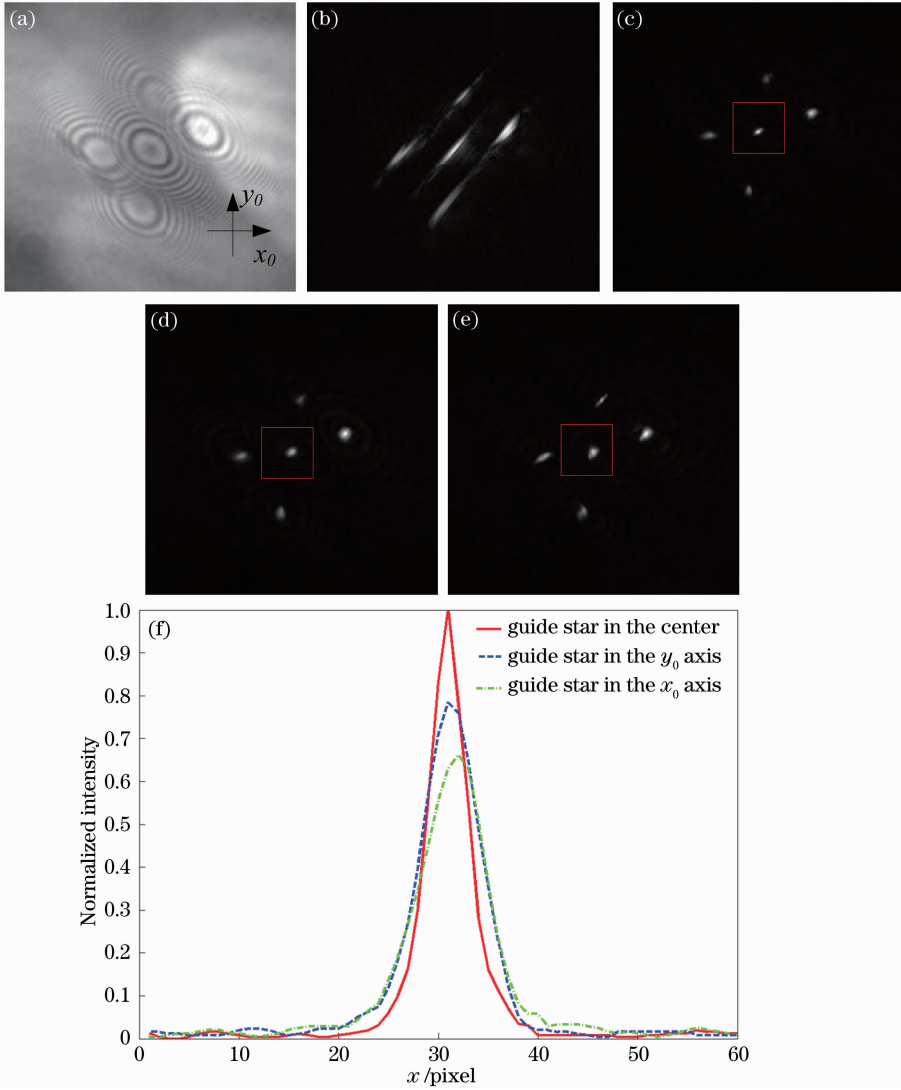 (a)
y₀
x₀
(b)
(c)
(d)
(e)
(f)
guide star in the center
guide star in the y₀ axis
guide star in the x₀ axis
1.0
0.9
0.8
0.7
0.6
0.5
0.4
0.3
0.2
0.1
0
Normalized intensity
0 10 20 30 40 50 60
x /pixel